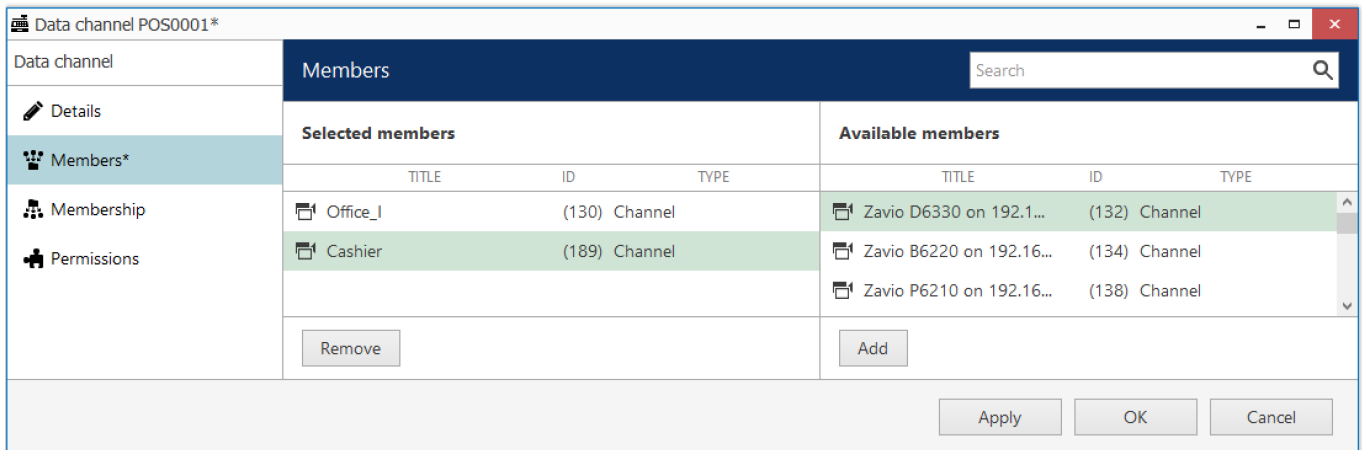 Data channel POS0001*
Data channel
Members
Search
Details
Members*
Membership
Permissions
Selected members
Available members
TITLE ID TYPE
TITLE ID TYPE
Office_I (130) Channel
Cashier (189) Channel
Zavio D6330 on 192.1... (132) Channel
Zavio B6220 on 192.16... (134) Channel
Zavio P6210 on 192.16... (138) Channel
Remove
Add
Apply
OK
Cancel